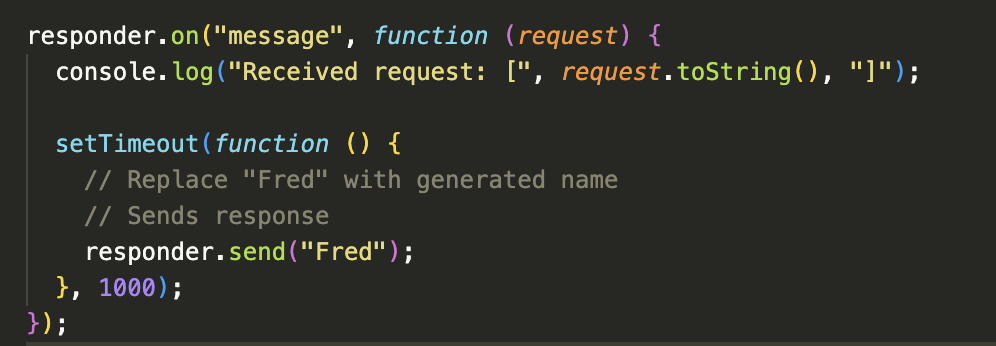 responder.on("message", function (request) {
  console.log("Received request: [", request.toString(), "]");

  setTimeout(function () {
    // Replace "Fred" with generated name
    // Sends response
    responder.send("Fred");
  }, 1000);
});